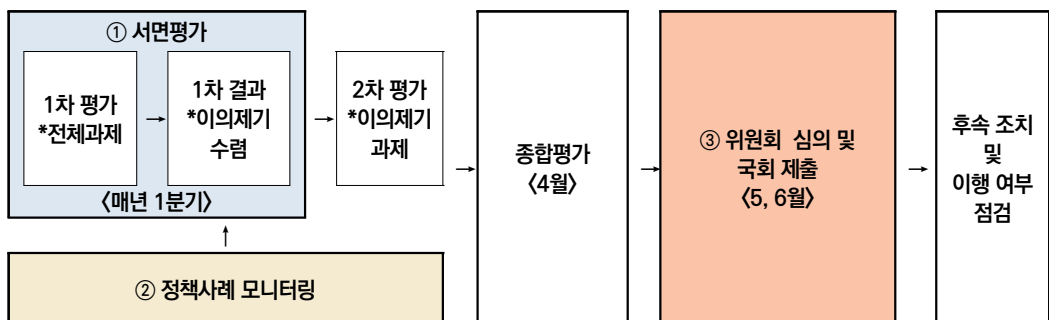 ① 서면평가
1차 평가
*전체과제
→
1차 결과
*이의제기
수렴
→
2차 평가
*이의제기
과제
〈매년 1분기〉
↑
② 정책사례 모니터링
→
종합평가
〈4월〉
→
③ 위원회 심의 및
국회 제출
〈5, 6월〉
→
후속 조치
및
이행 여부
점검